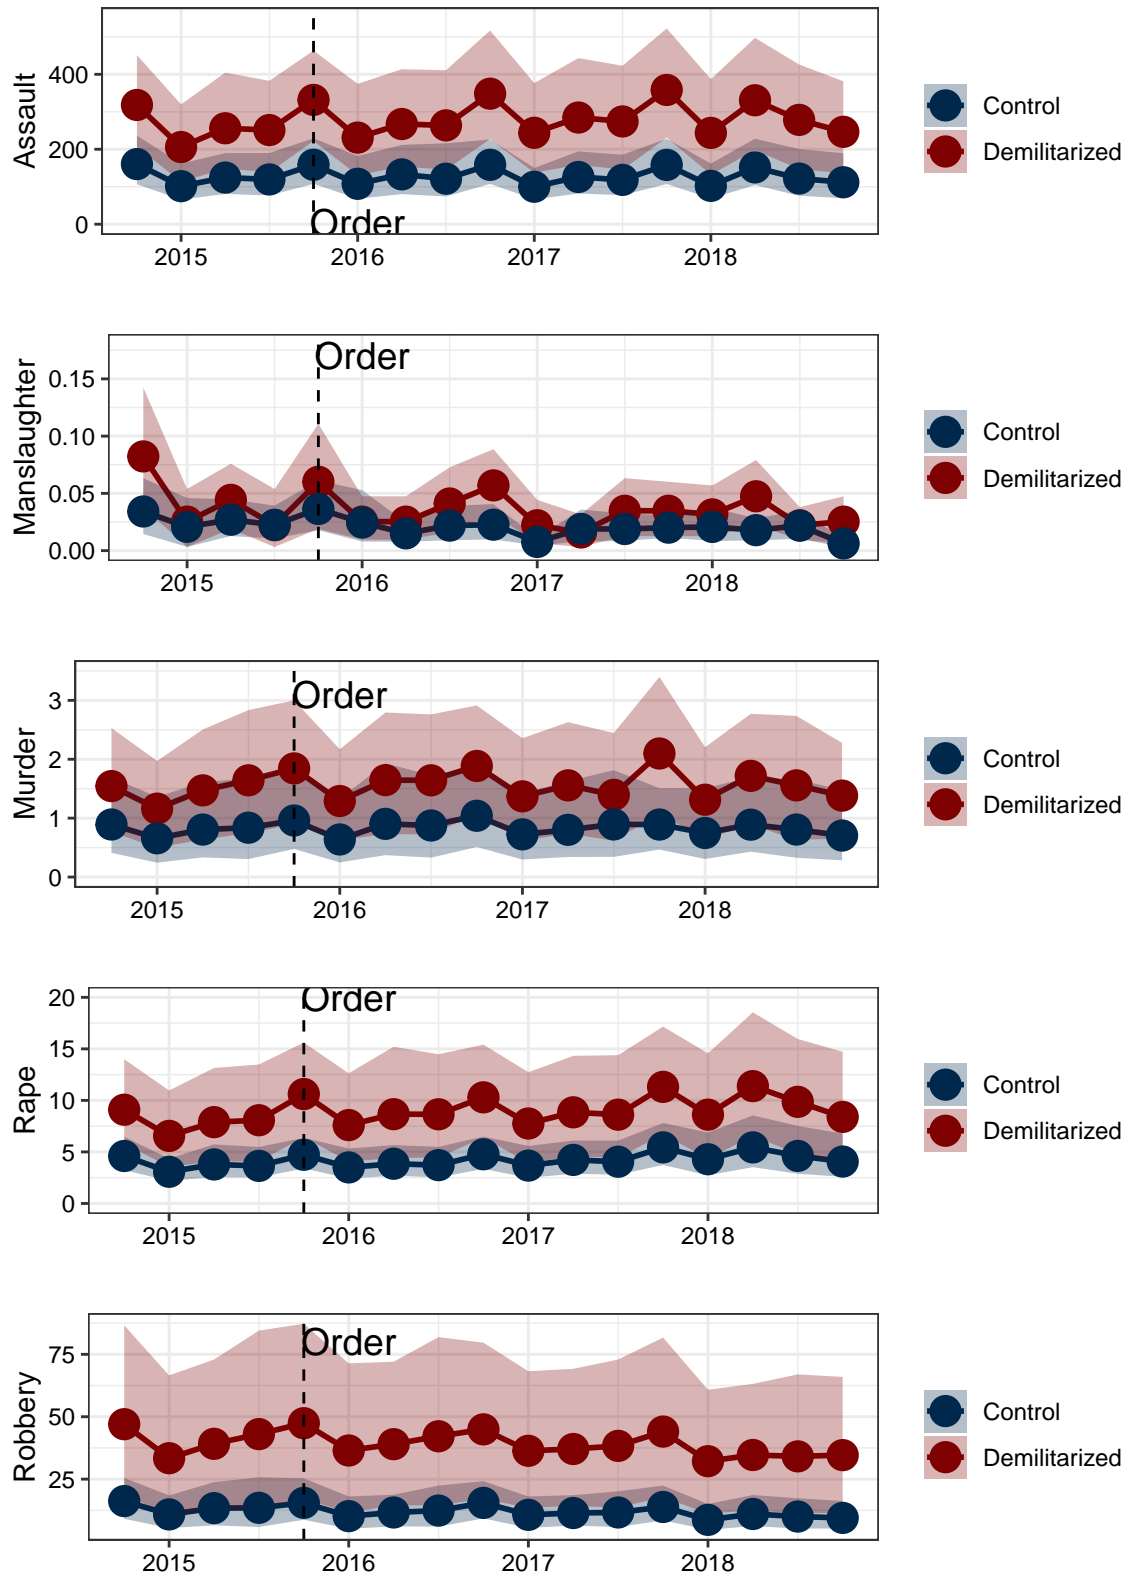 Assault
400
200
0
Order
2015 2016 2017 2018
Control
Demilitarized
Manslaughter
0.15
0.10
0.05
0.00
Order
2015 2016 2017 2018
Control
Demilitarized
Murder
3
2
1
0
Order
2015 2016 2017 2018
Control
Demilitarized
Rape
20
15
10
5
0
Order
2015 2016 2017 2018
Control
Demilitarized
Robbery
75
50
25
Order
2015 2016 2017 2018
Control
Demilitarized